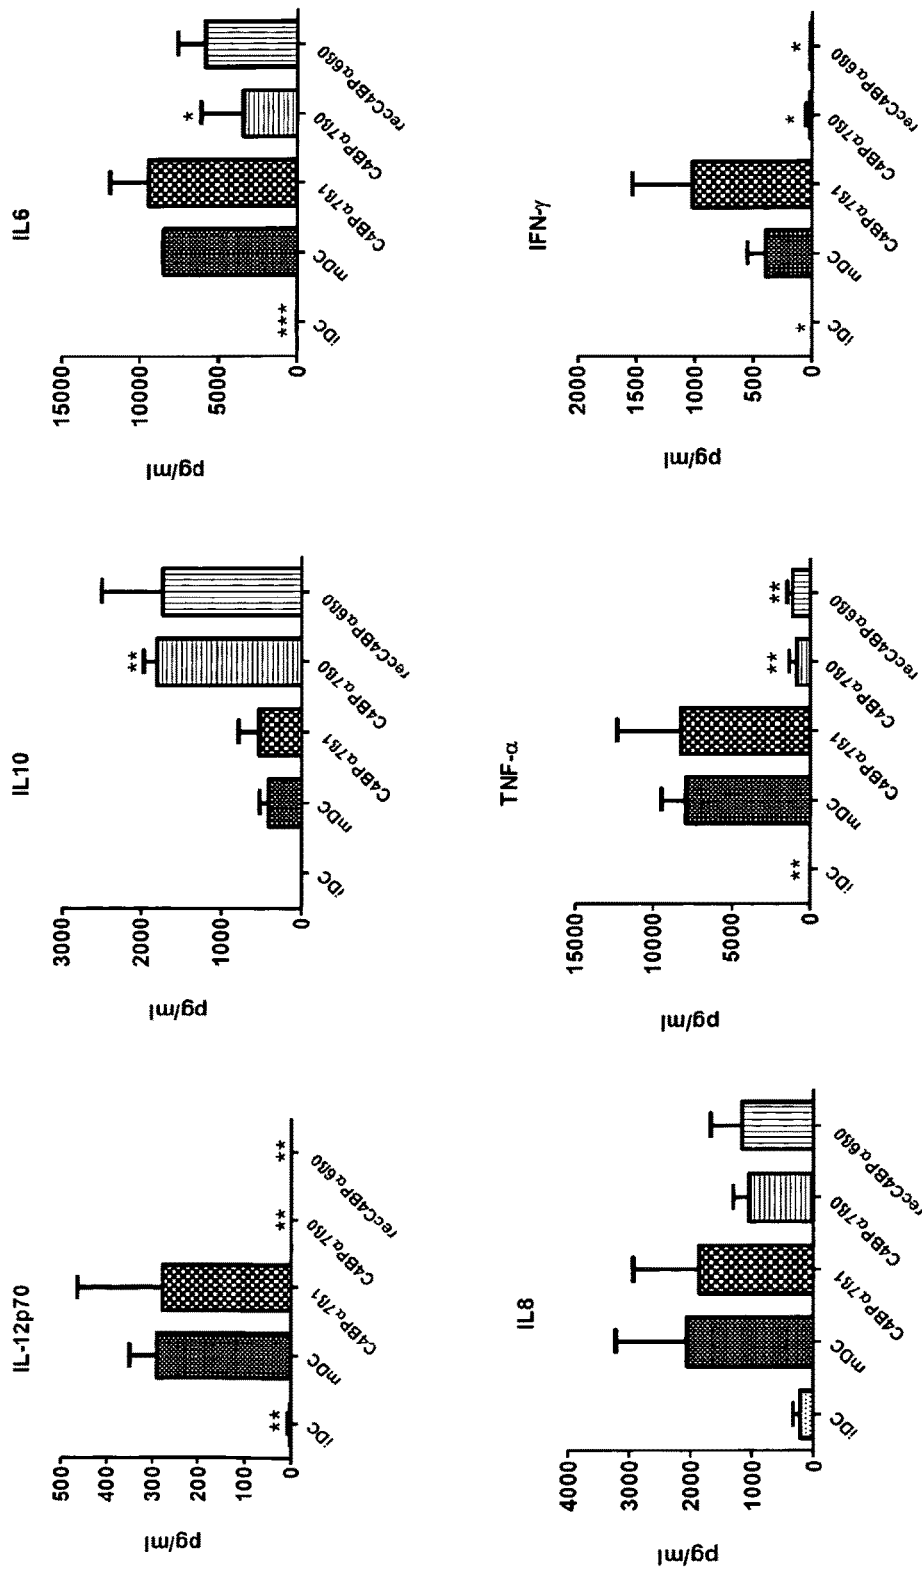 IL-12p70
pg/ml
500
400
300
200
100
0
**
**
**
iDC
mDC
C4BPα7β1
C4BPα7β0
recC4BPα6β0
IL10
pg/ml
3000
2000
1000
0
**
iDC
mDC
C4BPα7β1
C4BPα7β0
recC4BPα6β0
IL6
pg/ml
15000
10000
5000
0
***
*
iDC
mDC
C4BPα7β1
C4BPα7β0
recC4BPα6β0
IL8
pg/ml
4000
3000
2000
1000
0
iDC
mDC
C4BPα7β1
C4BPα7β0
recC4BPα6β0
TNF-α
pg/ml
15000
10000
5000
0
**
**
**
iDC
mDC
C4BPα7β1
C4BPα7β0
recC4BPα6β0
IFN-γ
pg/ml
2000
1500
1000
500
0
*
*
*
iDC
mDC
C4BPα7β1
C4BPα7β0
recC4BPα6β0